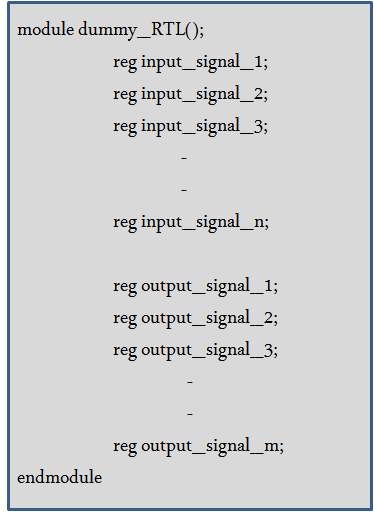 module dummy_RTL();
reg input_signal_1;
reg input_signal_2;
reg input_signal_3;
-
-
reg input_signal_n;
reg output_signal_1;
reg output_signal_2;
reg output_signal_3;
-
-
reg output_signal_m;
endmodule